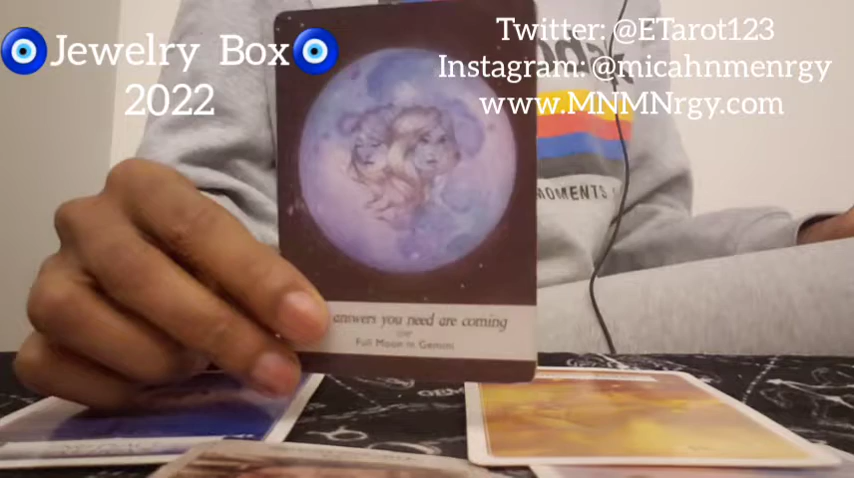 🧿Jewelry Box🧿
2022
Twitter: @ETarot123
Instagram: @micahnmenrgy
www.MNMNrgy.com
MOMENTS
answers you need are coming
Full Moon in Gemini